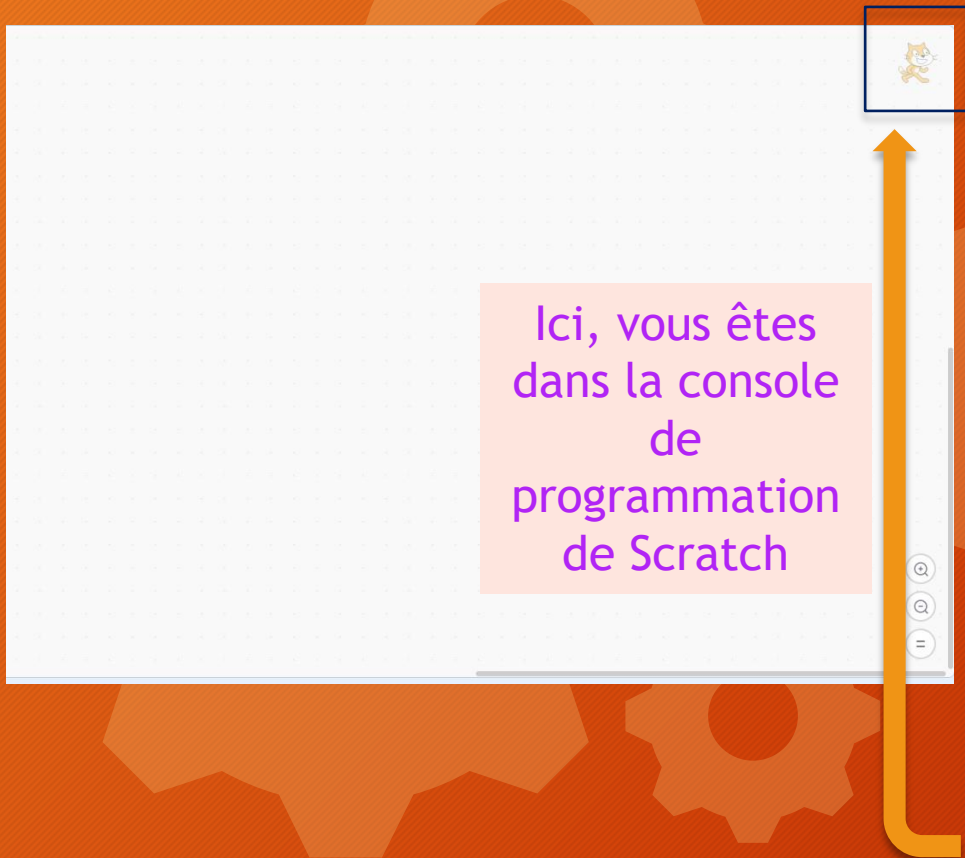 Ici, vous êtes
dans la console
de
programmation
de Scratch